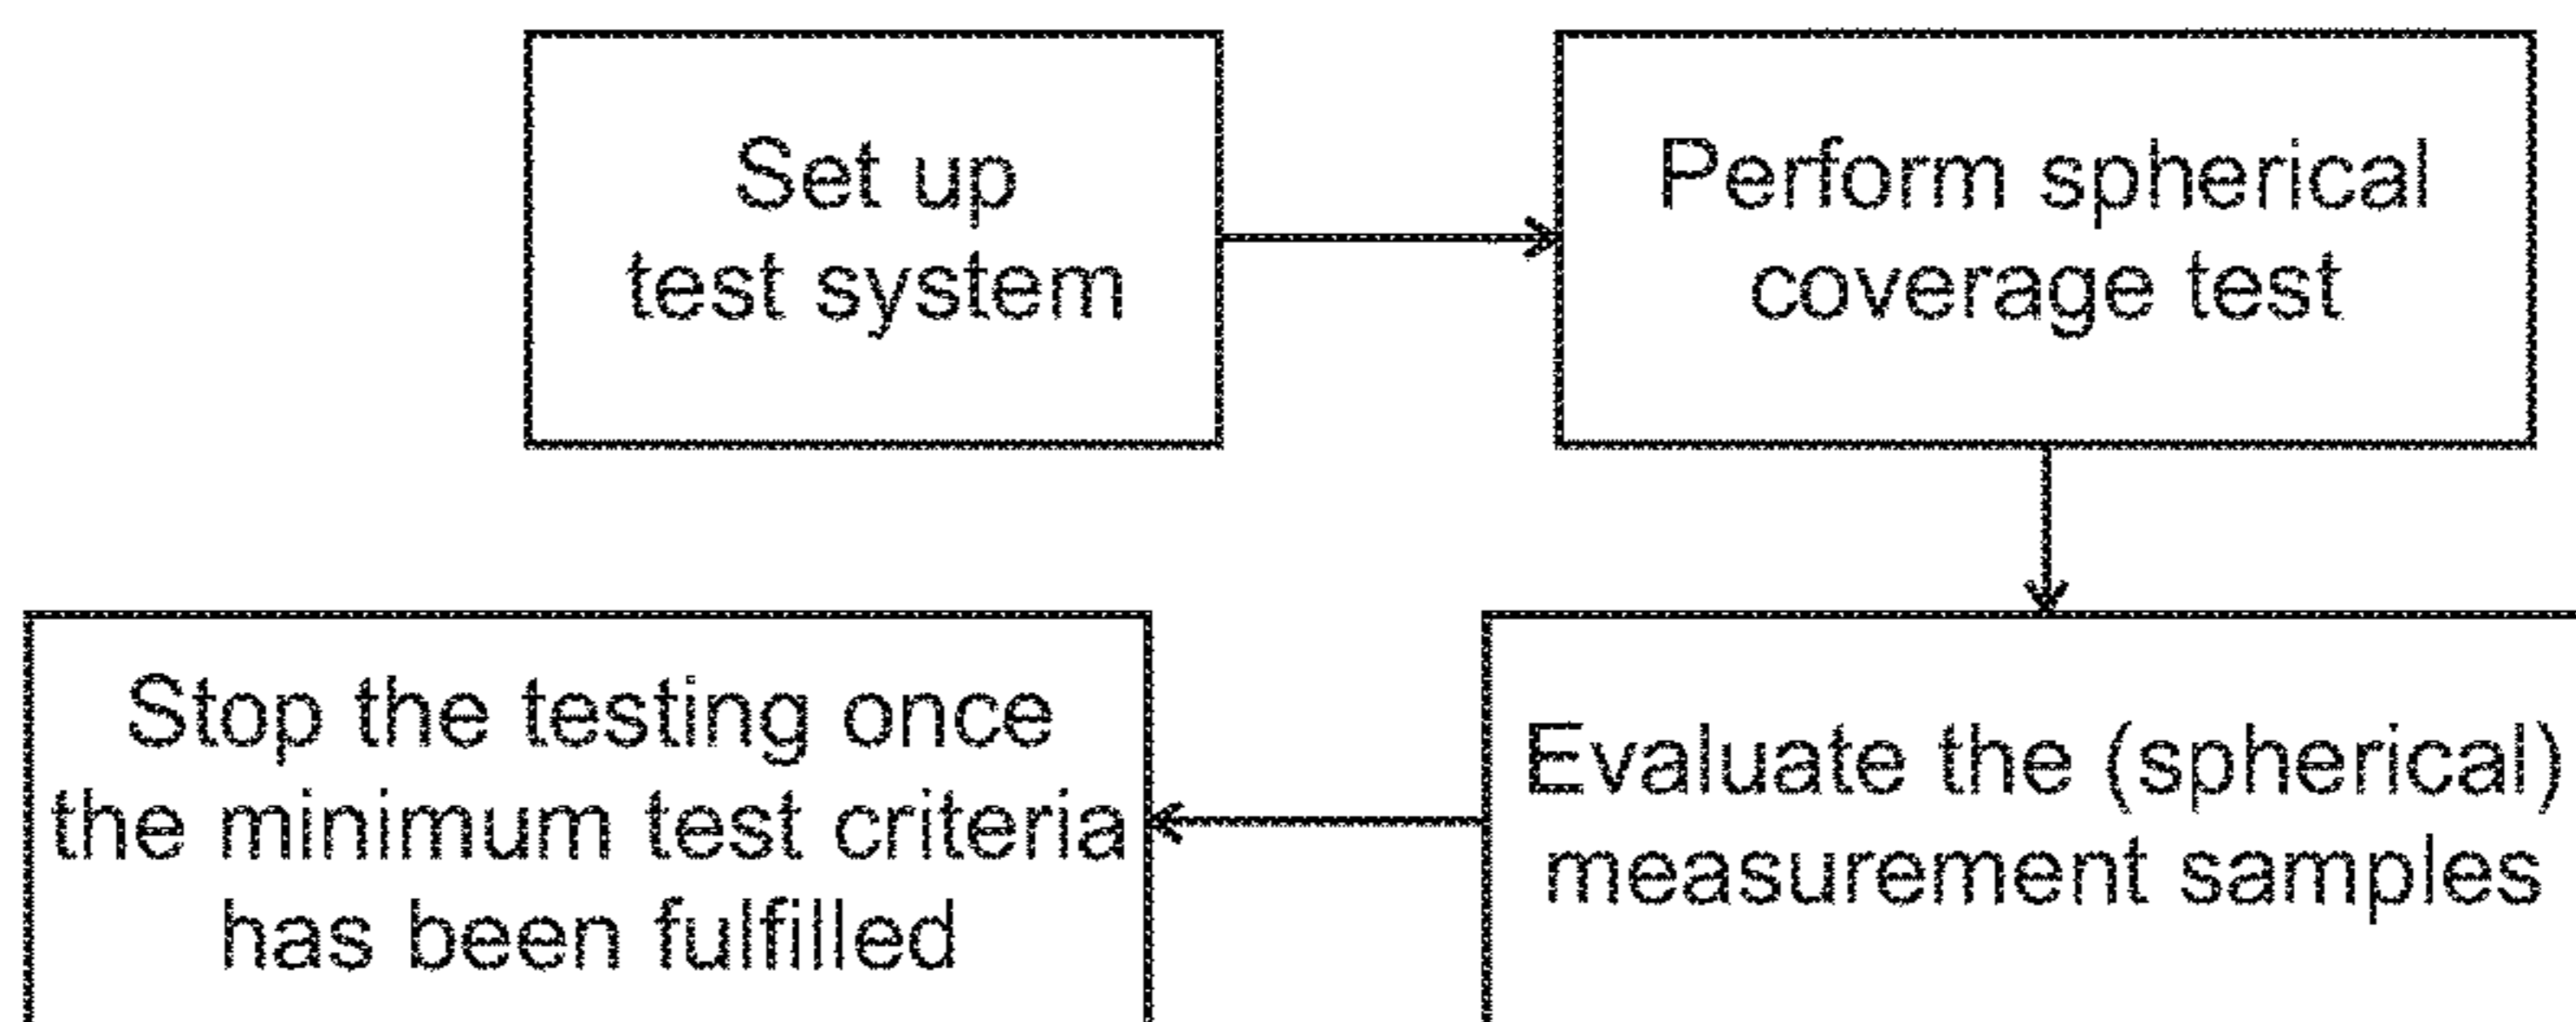 Set up
test system
Perform spherical
coverage test
Evaluate the (spherical)
measurement samples
Stop the testing once
the minimum test criteria
has been fulfilled